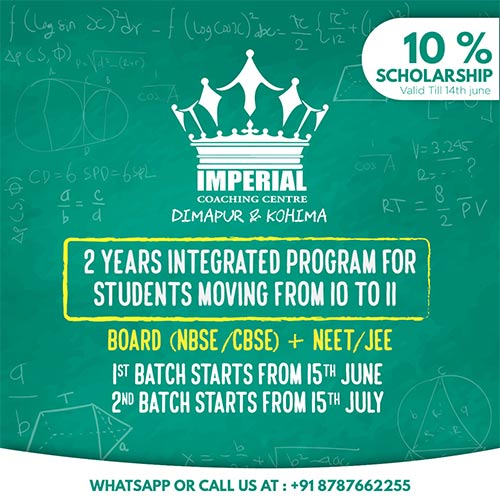 10 %
SCHOLARSHIP
Valid Till 14th june
IMPERIAL
COACHING CENTRE
DIMAPUR & KOHIMA
2 YEARS INTEGRATED PROGRAM FOR
STUDENTS MOVING FROM 10 TO 11
BOARD (NBSE/CBSE) + NEET/JEE
1ST BATCH STARTS FROM 15TH JUNE
2ND BATCH STARTS FROM 15TH JULY
WHATSAPP OR CALL US AT : +91 8787662255